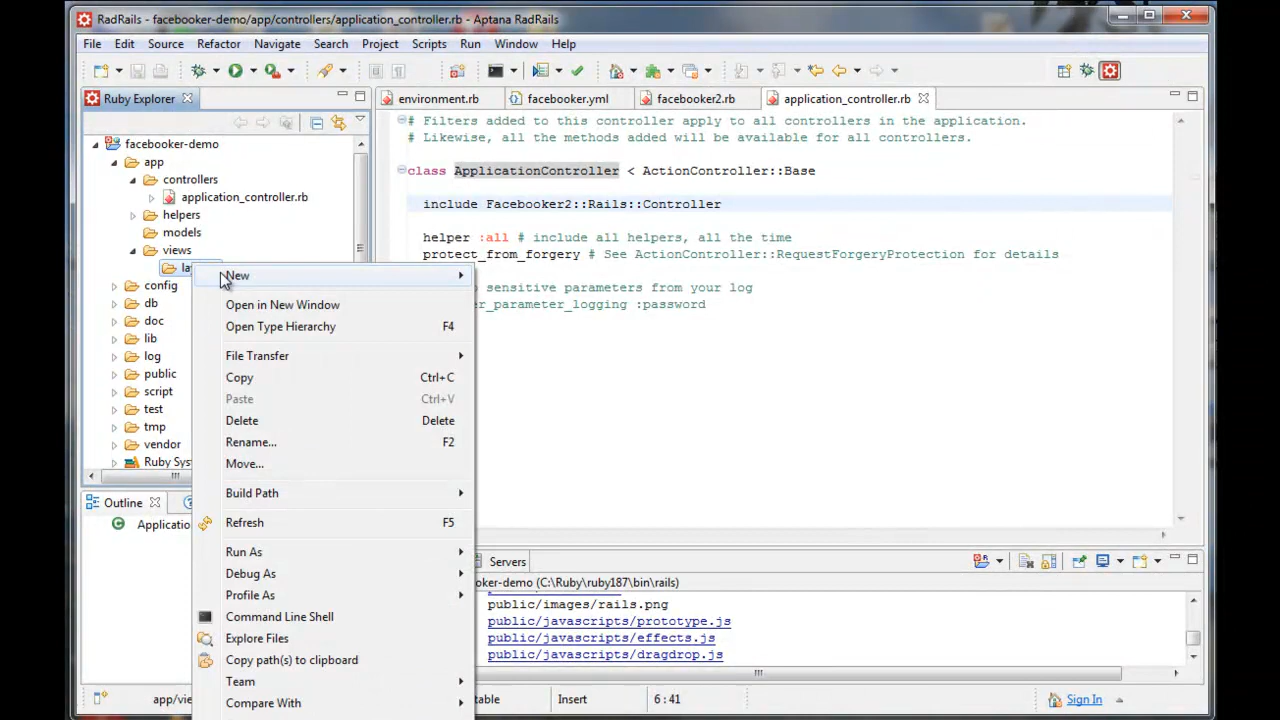 RadRails - facebooker-demo/app/controllers/application_controller.rb - Aptana RadRails
File Edit Source Refactor Navigate Search Project Scripts Run Window Help
Ruby Explorer
environment.rb
facebooker.yml
facebooker2.rb
application_controller.rb
facebooker-demo
app
controllers
application_controller.rb
helpers
models
views
config
db
doc
lib
log
public
script
test
tmp
vendor
Ruby Sys
# Filters added to this controller apply to all controllers in the application.
# Likewise, all the methods added will be available for all controllers.
class ApplicationController < ActionController::Base
include Facebooker2::Rails::Controller
helper :all # include all helpers, all the time
protect_from_forgery # See ActionController::RequestForgeryProtection for details
sensitive parameters from your log
er_parameter_logging :password
New
Open in New Window
Open Type Hierarchy F4
File Transfer
Copy Ctrl+C
Paste Ctrl+V
Delete Delete
Rename... F2
Move...
Build Path
Refresh F5
Run As
Debug As
Profile As
Command Line Shell
Explore Files
Copy path(s) to clipboard
Team
Compare With
Outline
Applicatio
Servers
oker-demo (C:\Ruby\ruby187\bin\rails)
public/images/rails.png
public/javascripts/prototype.js
public/javascripts/effects.js
public/javascripts/dragdrop.js
app/vie
table
Insert
6:41
Sign In